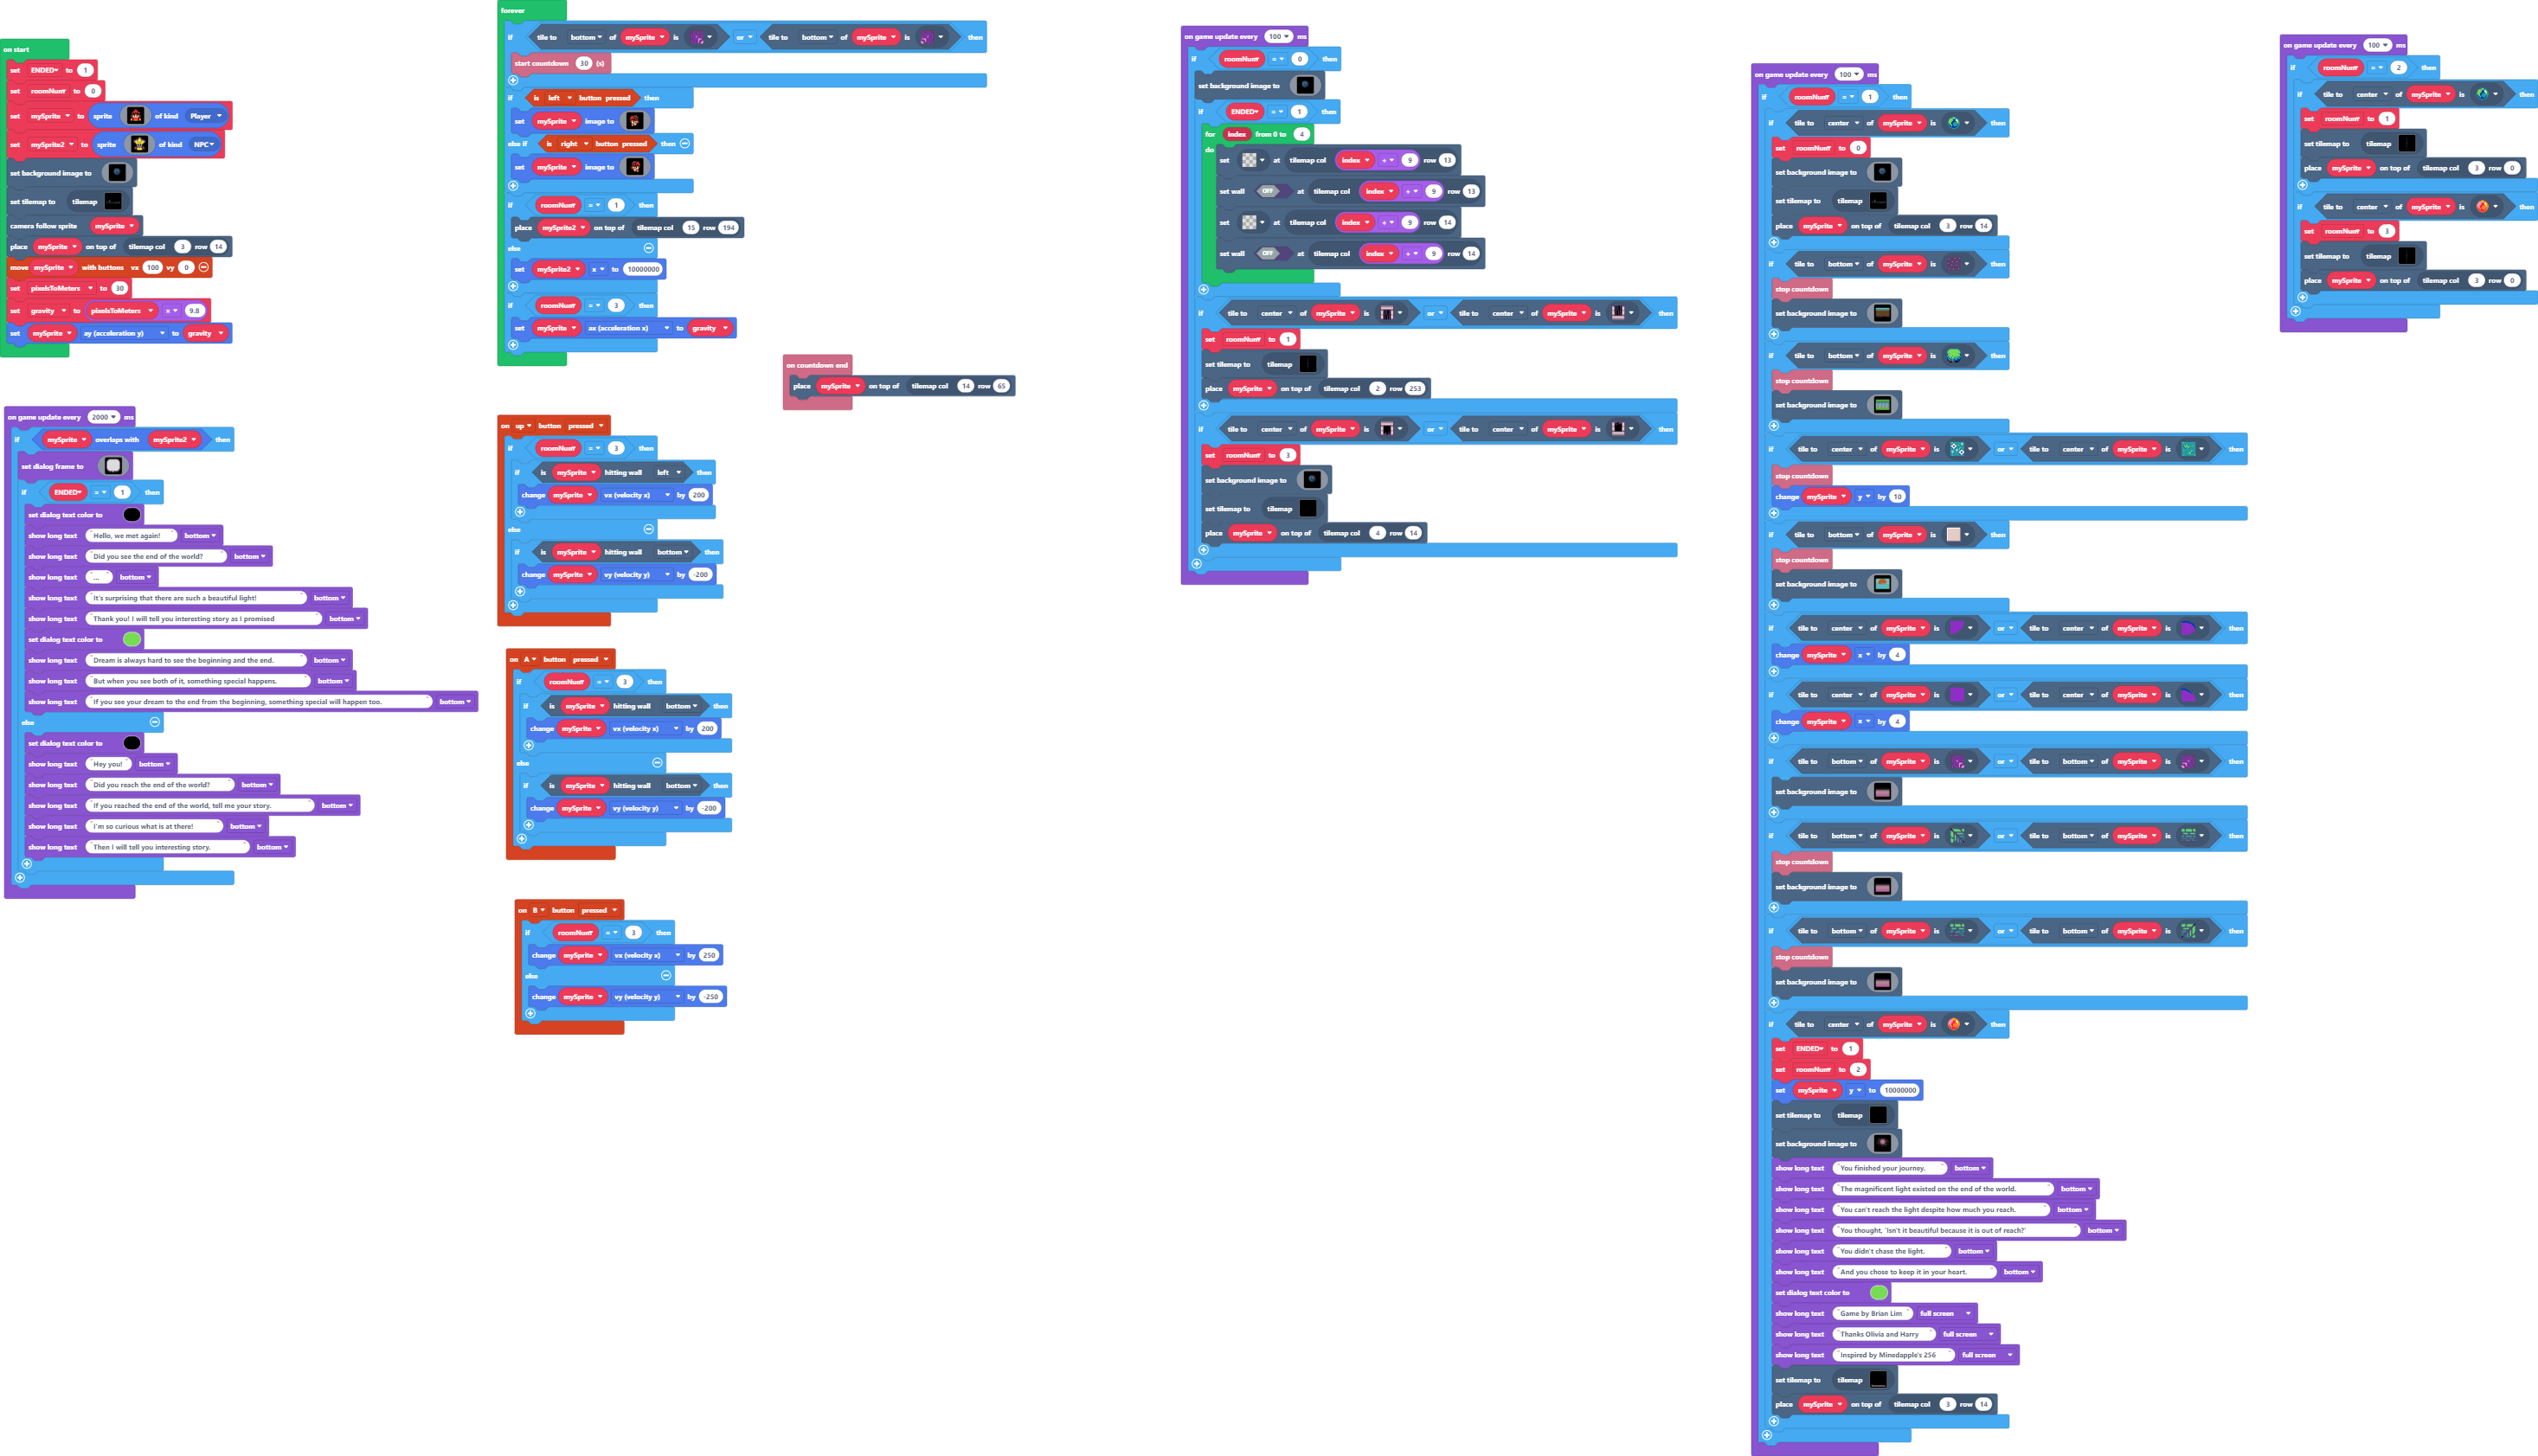 on start
set ENDED to 1
set roomNum to 0
set mySprite to sprite of kind Player
set mySprite2 to sprite of kind NPC
set background image to
set tilemap to tilemap
camera follow sprite mySprite
place mySprite on top of tilemap col 3 row 14
move mySprite with buttons vx 100 vy 0
set pixelsToMeters to 30
set gravity to pixelsToMeters x 9.8
set mySprite ay (acceleration y) to gravity
on game update every 2000 ms
if mySprite overlaps with mySprite2 then
set dialog frame to
if ENDED = 1 then
set dialog text color to
show long text "Hello, we met again!" bottom
show long text "Did you see the end of the world?" bottom
show long text "..." bottom
show long text "It's surprising that there are such a beautiful light!" bottom
show long text "Thank you! I will tell you interesting story as I promised" bottom
set dialog text color to
show long text "Dream is always hard to see the beginning and the end." bottom
show long text "But when you see both of it, something special happens." bottom
show long text "If you see your dream to the end from the beginning, something special will happen too." bottom
else
set dialog text color to
show long text "Hey you!" bottom
show long text "Did you reach the end of the world?" bottom
show long text "If you reached the end of the world, tell me your story." bottom
show long text "I'm so curious what is at there!" bottom
show long text "Then I will tell you interesting story." bottom
forever
if tile to bottom of mySprite is or tile to bottom of mySprite is then
start countdown 30 (s)
if is left button pressed then
set mySprite image to
else if is right button pressed then
set mySprite image to
if roomNum = 1 then
place mySprite2 on top of tilemap col 15 row 194
else
set mySprite2 x to 10000000
if roomNum = 3 then
set mySprite ax (acceleration x) to gravity
on countdown end
place mySprite on top of tilemap col 14 row 65
on up button pressed
if roomNum = 3 then
if is mySprite hitting wall left then
change mySprite vx (velocity x) by 200
else
if is mySprite hitting wall bottom then
change mySprite vy (velocity y) by -200
on A button pressed
if roomNum = 3 then
if is mySprite hitting wall bottom then
change mySprite vx (velocity x) by 200
else
if is mySprite hitting wall bottom then
change mySprite vy (velocity y) by -200
on B button pressed
if roomNum = 3 then
change mySprite vx (velocity x) by 250
else
change mySprite vy (velocity y) by -250
on game update every 100 ms
if roomNum = 0 then
set background image to
if ENDED = 1 then
for index from 0 to 4
do
set at tilemap col index + 9 row 13
set wall OFF at tilemap col index + 9 row 13
set at tilemap col index + 9 row 14
set wall OFF at tilemap col index + 9 row 14
if tile to center of mySprite is or tile to center of mySprite is then
set roomNum to 1
set tilemap to tilemap
place mySprite on top of tilemap col 2 row 253
if tile to center of mySprite is or tile to center of mySprite is then
set roomNum to 3
set background image to
set tilemap to tilemap
place mySprite on top of tilemap col 4 row 14
on game update every 100 ms
if roomNum = 1 then
if tile to center of mySprite is then
set roomNum to 0
set background image to
set tilemap to tilemap
place mySprite on top of tilemap col 3 row 14
if tile to bottom of mySprite is then
stop countdown
set background image to
if tile to bottom of mySprite is then
stop countdown
set background image to
if tile to center of mySprite is or tile to center of mySprite is then
stop countdown
change mySprite y by 10
if tile to bottom of mySprite is then
stop countdown
set background image to
if tile to center of mySprite is or tile to center of mySprite is then
change mySprite x by 4
if tile to center of mySprite is or tile to center of mySprite is then
change mySprite x by 4
if tile to bottom of mySprite is or tile to bottom of mySprite is then
set background image to
if tile to bottom of mySprite is or tile to bottom of mySprite is then
stop countdown
set background image to
if tile to bottom of mySprite is or tile to bottom of mySprite is then
stop countdown
set background image to
if tile to center of mySprite is then
set ENDED to 1
set roomNum to 2
set mySprite y to 10000000
set tilemap to tilemap
set background image to
show long text "You finished your journey." bottom
show long text "The magnificent light existed on the end of the world." bottom
show long text "You can't reach the light despite how much you reach." bottom
show long text "You thought, 'Isn't it beautiful because it is out of reach?'" bottom
show long text "You didn't chase the light." bottom
show long text "And you chose to keep it in your heart." bottom
set dialog text color to
show long text "Game by Brian Lim" full screen
show long text "Thanks Olivia and Harry" full screen
show long text "Inspired by Minedapple's 256" full screen
set tilemap to tilemap
place mySprite on top of tilemap col 3 row 14
on game update every 100 ms
if roomNum = 2 then
if tile to center of mySprite is then
set roomNum to 1
set tilemap to tilemap
place mySprite on top of tilemap col 3 row 0
if tile to center of mySprite is then
set roomNum to 3
set tilemap to tilemap
place mySprite on top of tilemap col 3 row 0